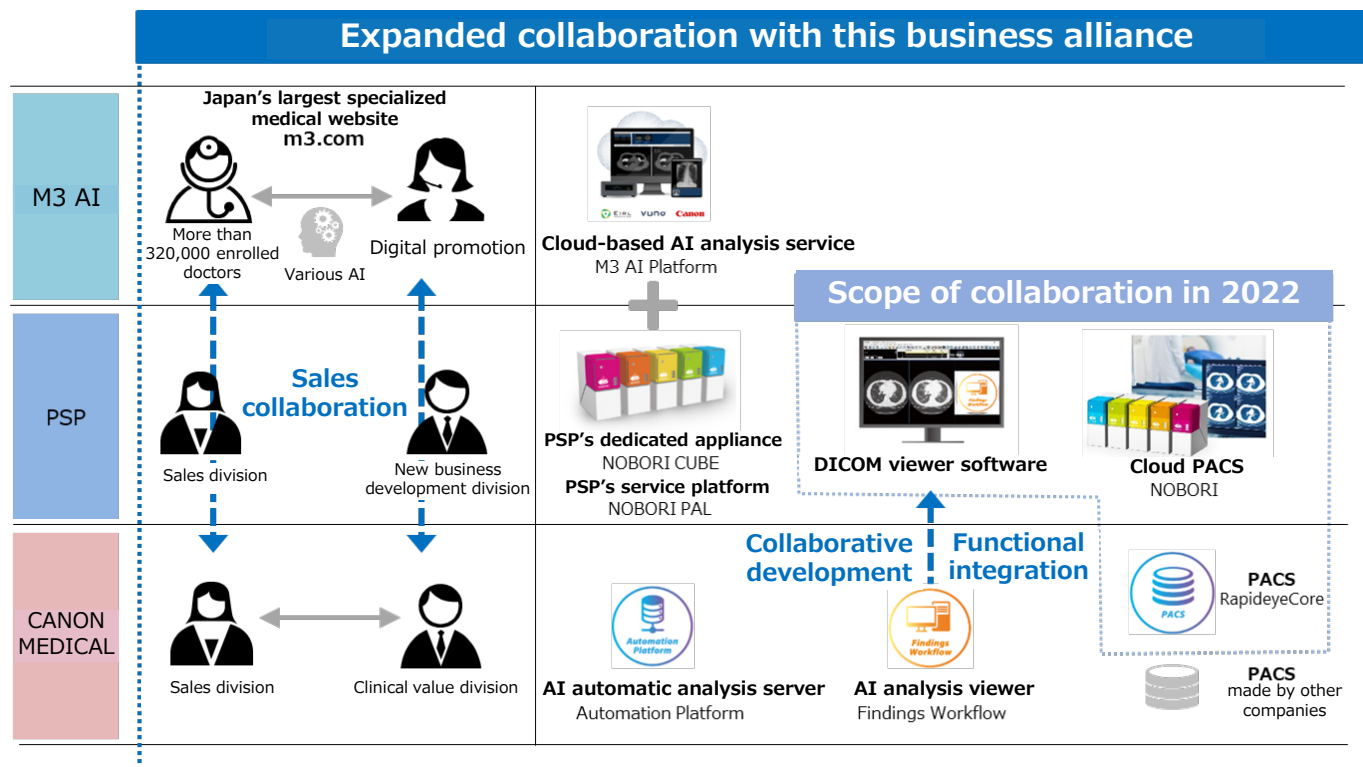 Expanded collaboration with this business alliance
M3 AI
Japan's largest specialized
medical website
m3.com
More than
320,000 enrolled
doctors
Various AI
Digital promotion
EIRL VUNO Canon
Cloud-based AI analysis service
M3 AI Platform
Scope of collaboration in 2022
PSP
Sales
collaboration
Sales division
New business
development division
PSP's dedicated appliance
NOBORI CUBE
PSP's service platform
NOBORI PAL
Findings
Workflow
DICOM viewer software
Cloud PACS
NOBORI
Collaborative
development
Functional
integration
CANON
MEDICAL
Sales division
Clinical value division
Automation
Platform
AI automatic analysis server
Automation Platform
Findings
Workflow
AI analysis viewer
Findings Workflow
PACS
PACS
RapideyeCore
PACS
made by other
companies